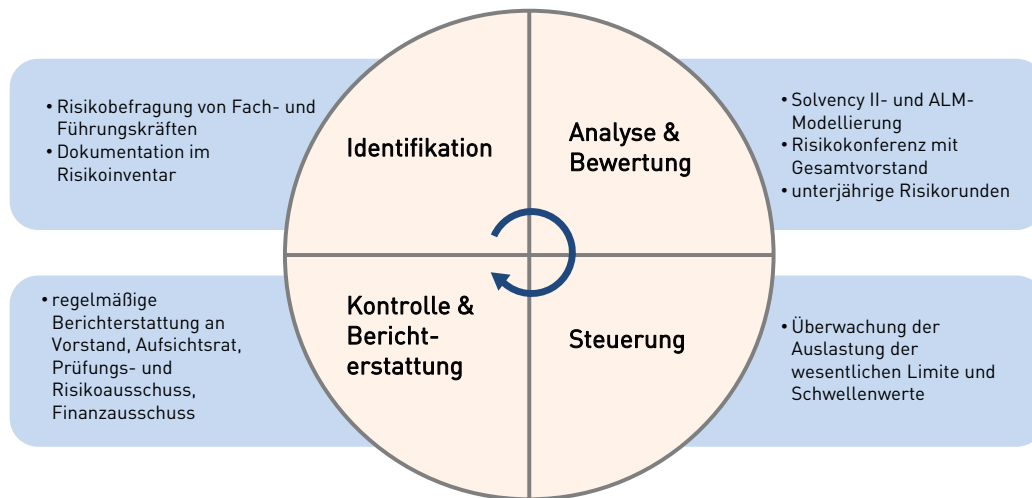 • Risikobefragung von Fach- und
Führungskräften
• Dokumentation im
Risikoinventar
Identifikation
Analyse &
Bewertung
• Solvency II- und ALM-
Modellierung
• Risikokonferenz mit
Gesamtvorstand
• unterjährige Risikorunden
• regelmäßige
Berichterstattung an
Vorstand, Aufsichtsrat,
Prüfungs- und
Risikoausschuss,
Finanzausschuss
Kontrolle &
Bericht-
erstattung
Steuerung
• Überwachung der
Auslastung der
wesentlichen Limite und
Schwellenwerte